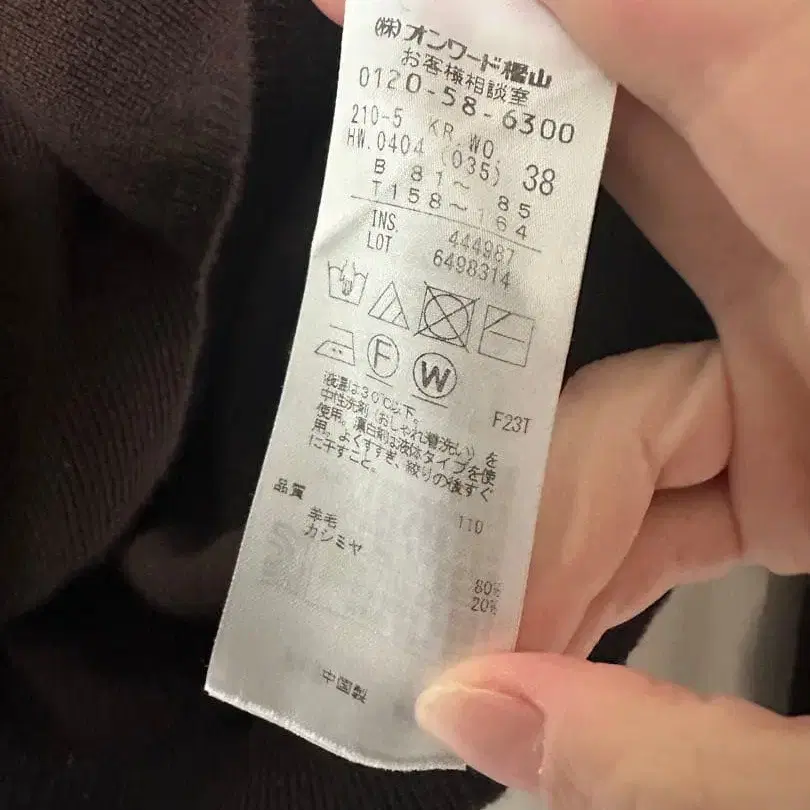 (株)オンワード樫山
お客様相談室
0120-58-6300
210-5 KR.WO.
HW.0404 (035) 38
B 81~ 85
T158~164
INS. 444987
LOT 6498314
F
W
液温は30℃以下。
中性洗剤(おしゃれ着洗い)を
使用。漂白剤は液体タイプを使
用。よくすすぎ、絞りの後すぐ
に干すこと。
F23T
品質 110
羊毛 80%
カシミヤ 20%
中国製